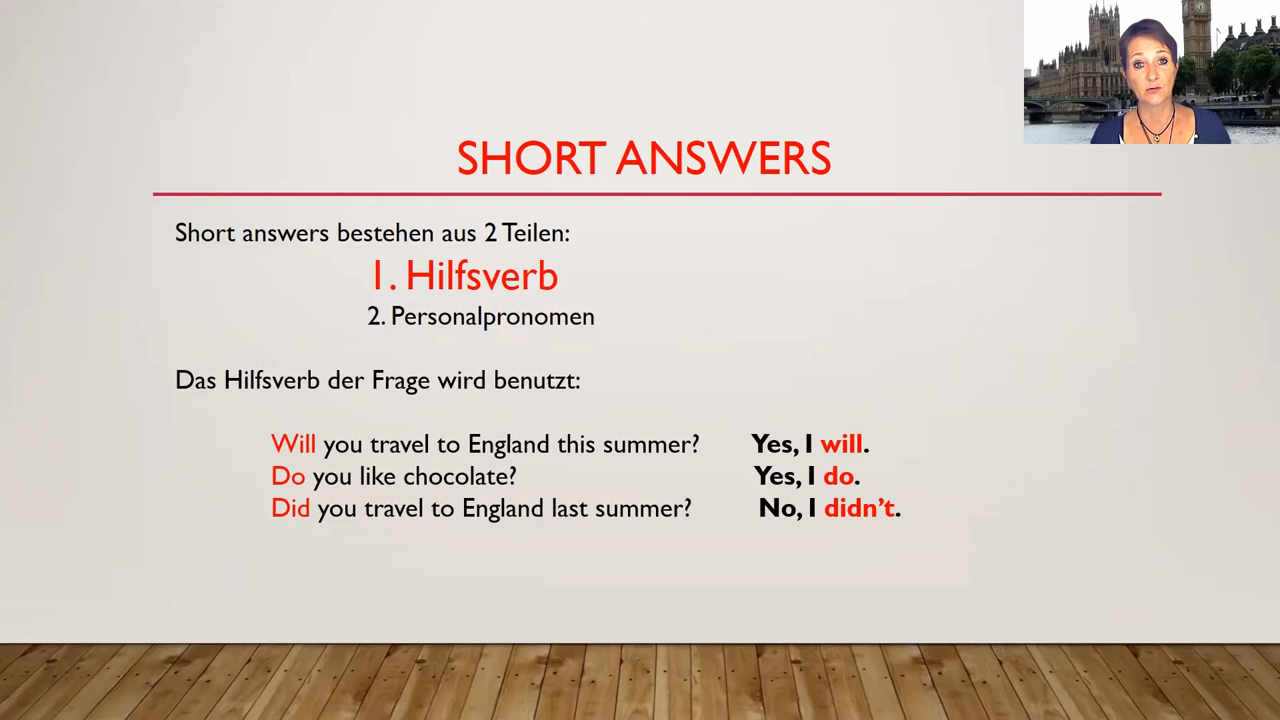 SHORT ANSWERS
Short answers bestehen aus 2 Teilen:
1. Hilfsverb
2. Personalpronomen
Das Hilfsverb der Frage wird benutzt:
Will you travel to England this summer? Yes, I will.
Do you like chocolate? Yes, I do.
Did you travel to England last summer? No, I didn't.